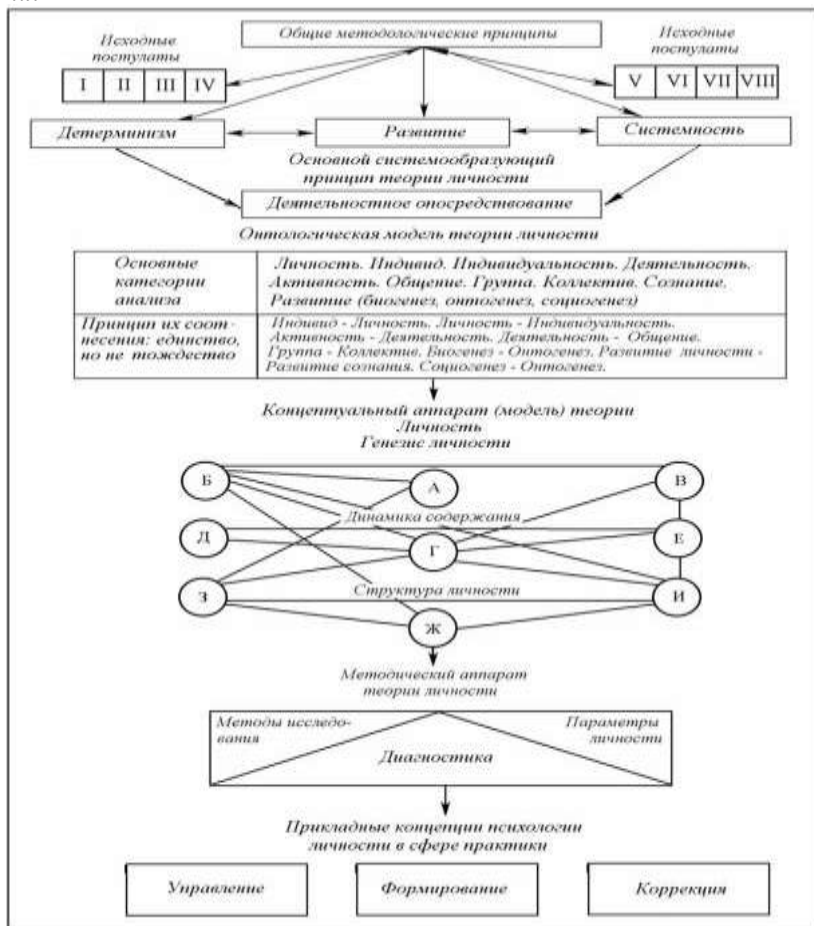 Общие методологические принципы
Исходные
постулаты
I II III IV
Исходные
постулаты
V VI VII VIII
Детерминизм
Развитие
Системность
Основной системообразующий
принцип теории личности
Деятельностное опосредствование
Онтологическая модель теории личности
Основные
категории
анализа
Личность. Индивид. Индивидуальность. Деятельность.
Активность. Общение. Группа. Коллектив. Сознание.
Развитие (биогенез, онтогенез, социогенез)
Принцип их соот-
несения: единство,
но не тождество
Индивид - Личность. Личность - Индивидуальность.
Активность - Деятельность. Деятельность - Общение.
Группа - Коллектив. Биогенез - Онтогенез. Развитие личности -
Развитие сознания. Социогенез - Онтогенез.
Концептуальный аппарат (модель) теории
Личность
Генезис личности
Б
А
В
Динамика содержания
Д
Г
Е
З
Структура личности
И
Ж
Методический аппарат
теории личности
Методы исследо-
вания
Параметры
личности
Диагностика
Прикладные концепции психологии
личности в сфере практики
Управление
Формирование
Коррекция